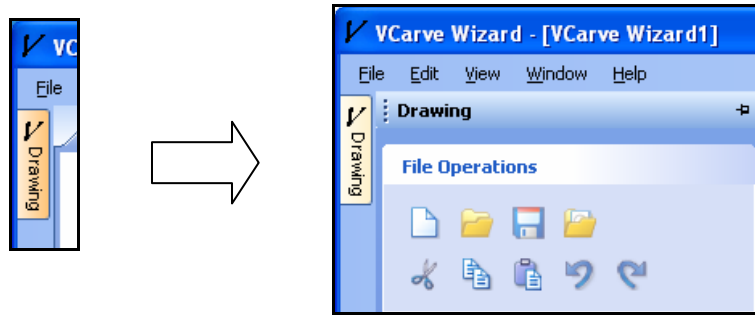 VC
File
Drawing
VCarve Wizard - [VCarve Wizard1]
File Edit View Window Help
Drawing
Drawing
File Operations